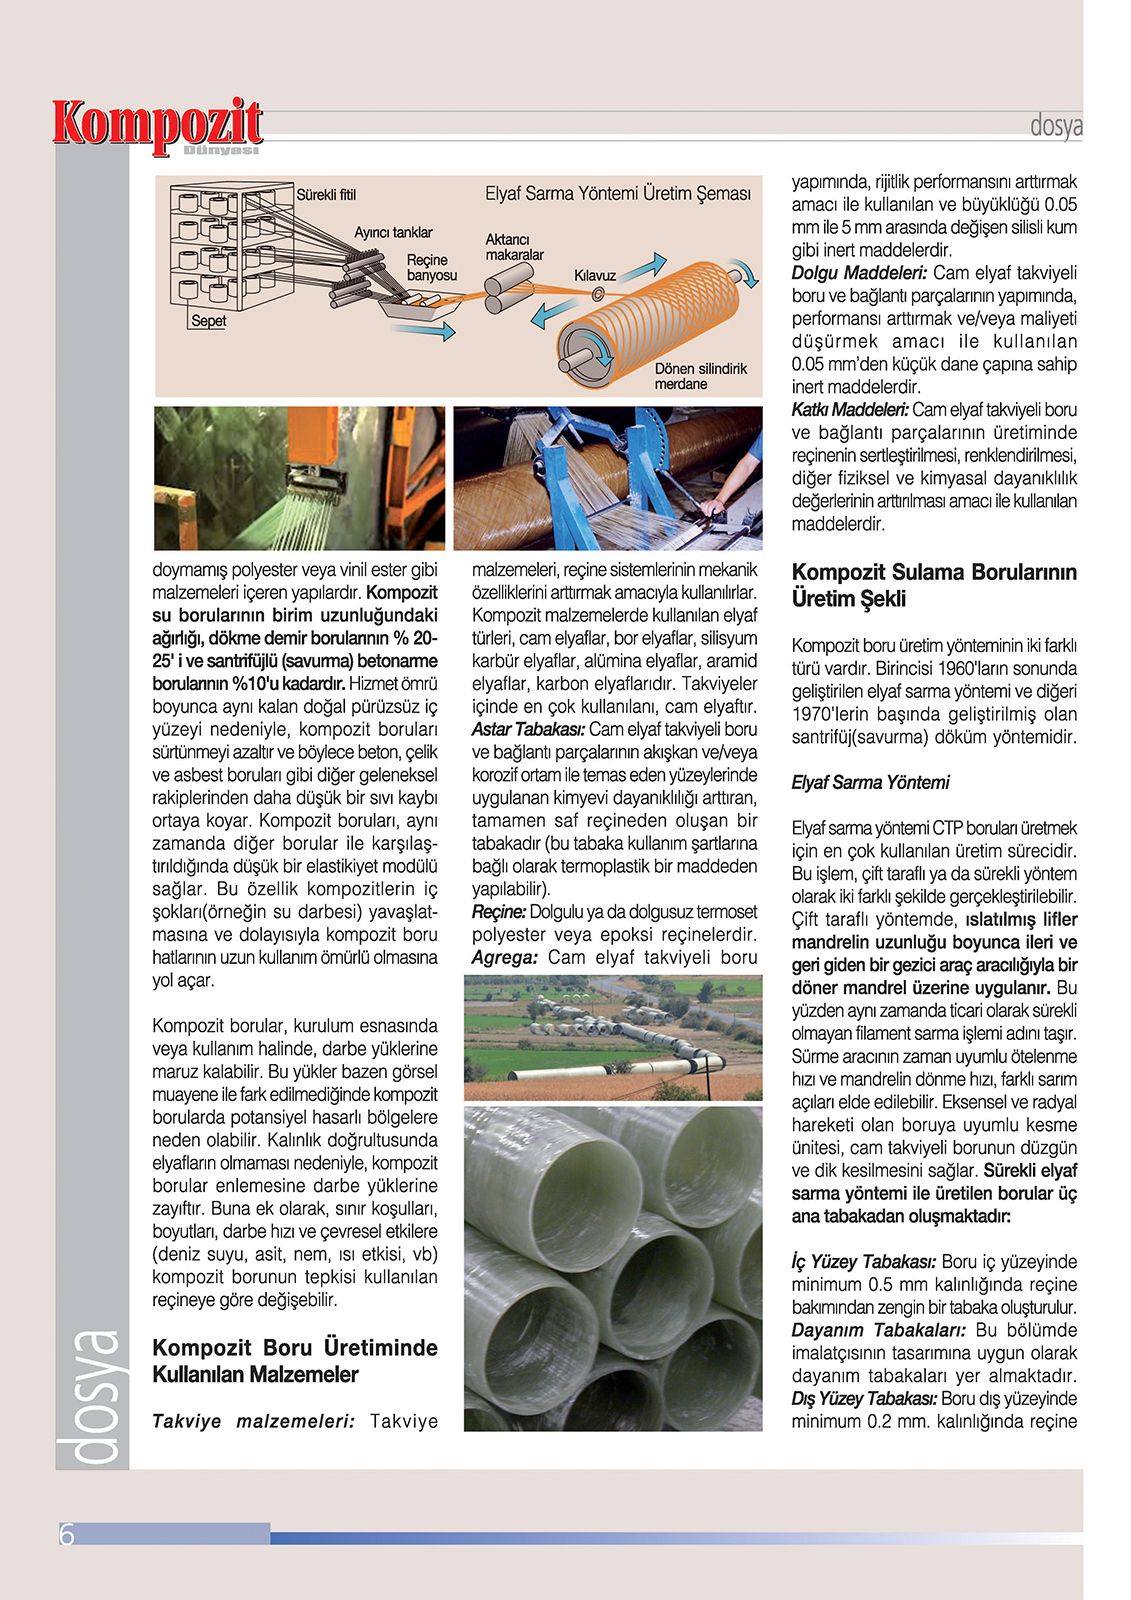 Kompozit
Dünyası
dosya
Sürekli fitil
Elyaf Sarma Yöntemi Üretim Şeması
Ayırıcı tanklar
Reçine
banyosu
Aktarıcı
makaralar
Kılavuz
Sepet
Dönen silindirik
merdane
doymamış polyester veya vinil ester gibi
malzemeleri içeren yapılardır. Kompozit
su borularının birim uzunluğundaki
ağırlığı, dökme demir borularının % 20-
25' i ve santrifüjlü (savurma) betonarme
borularının %10'u kadardır. Hizmet ömrü
boyunca aynı kalan doğal pürüzsüz iç
yüzeyi nedeniyle, kompozit boruları
sürtünmeyi azaltır ve böylece beton, çelik
ve asbest boruları gibi diğer geleneksel
rakiplerinden daha düşük bir sıvı kaybı
ortaya koyar. Kompozit boruları, aynı
zamanda diğer borular ile karşılaş-
tırıldığında düşük bir elastikiyet modülü
sağlar. Bu özellik kompozitlerin iç
şokları(örneğin su darbesi) yavaşlat-
masına ve dolayısıyla kompozit boru
hatlarının uzun kullanım ömürlü olmasına
yol açar.
Kompozit borular, kurulum esnasında
veya kullanım halinde, darbe yüklerine
maruz kalabilir. Bu yükler bazen görsel
muayene ile fark edilmediğinde kompozit
borularda potansiyel hasarlı bölgelere
neden olabilir. Kalınlık doğrultusunda
elyafların olmaması nedeniyle, kompozit
borular enlemesine darbe yüklerine
zayıftır. Buna ek olarak, sınır koşulları,
boyutları, darbe hızı ve çevresel etkilere
(deniz suyu, asit, nem, ısı etkisi, vb)
kompozit borunun tepkisi kullanılan
reçineye göre değişebilir.
Kompozit Boru Üretiminde
Kullanılan Malzemeler
Takviye malzemeleri: Takviye
malzemeleri, reçine sistemlerinin mekanik
özelliklerini arttırmak amacıyla kullanılırlar.
Kompozit malzemelerde kullanılan elyaf
türleri, cam elyaflar, bor elyaflar, silisyum
karbür elyaflar, alümina elyaflar, aramid
elyaflar, karbon elyaflarıdır. Takviyeler
içinde en çok kullanılanı, cam elyaftır.
Astar Tabakası: Cam elyaf takviyeli boru
ve bağlantı parçalarının akışkan ve/veya
korozif ortam ile temas eden yüzeylerinde
uygulanan kimyevi dayanıklılığı arttıran,
tamamen saf reçineden oluşan bir
tabakadır (bu tabaka kullanım şartlarına
bağlı olarak termoplastik bir maddeden
yapılabilir).
Reçine: Dolgulu ya da dolgusuz termoset
polyester veya epoksi reçinelerdir.
Agrega: Cam elyaf takviyeli boru
yapımında, rijitlik performansını arttırmak
amacı ile kullanılan ve büyüklüğü 0.05
mm ile 5 mm arasında değişen silisli kum
gibi inert maddelerdir.
Dolgu Maddeleri: Cam elyaf takviyeli
boru ve bağlantı parçalarının yapımında,
performansı arttırmak ve/veya maliyeti
düşürmek amacı ile kullanılan
0.05 mm'den küçük dane çapına sahip
inert maddelerdir.
Katkı Maddeleri: Cam elyaf takviyeli boru
ve bağlantı parçalarının üretiminde
reçinenin sertleştirilmesi, renklendirilmesi,
diğer fiziksel ve kimyasal dayanıklılık
değerlerinin arttırılması amacı ile kullanılan
maddelerdir.
Kompozit Sulama Borularının
Üretim Şekli
Kompozit boru üretim yönteminin iki farklı
türü vardır. Birincisi 1960'ların sonunda
geliştirilen elyaf sarma yöntemi ve diğeri
1970'lerin başında geliştirilmiş olan
santrifüj(savurma) döküm yöntemidir.
Elyaf Sarma Yöntemi
Elyaf sarma yöntemi CTP boruları üretmek
için en çok kullanılan üretim sürecidir.
Bu işlem, çift taraflı ya da sürekli yöntem
olarak iki farklı şekilde gerçekleştirilebilir.
Çift taraflı yöntemde, ıslatılmış lifler
mandrelin uzunluğu boyunca ileri ve
geri giden bir gezici araç aracılığıyla bir
döner mandrel üzerine uygulanır. Bu
yüzden aynı zamanda ticari olarak sürekli
olmayan filament sarma işlemi adını taşır.
Sürme aracının zaman uyumlu ötelenme
hızı ve mandrelin dönme hızı, farklı sarım
açıları elde edilebilir. Eksensel ve radyal
hareketi olan boruya uyumlu kesme
ünitesi, cam takviyeli borunun düzgün
ve dik kesilmesini sağlar. Sürekli elyaf
sarma yöntemi ile üretilen borular üç
ana tabakadan oluşmaktadır:
İç Yüzey Tabakası: Boru iç yüzeyinde
minimum 0.5 mm kalınlığında reçine
bakımından zengin bir tabaka oluşturulur.
Dayanım Tabakaları: Bu bölümde
imalatçısının tasarımına uygun olarak
dayanım tabakaları yer almaktadır.
Dış Yüzey Tabakası: Boru dış yüzeyinde
minimum 0.2 mm. kalınlığında reçine
dosya
6